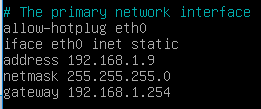 # The primary network interface
allow-hotplug eth0
iface eth0 inet static
address 192.168.1.9
netmask 255.255.255.0
gateway 192.168.1.254